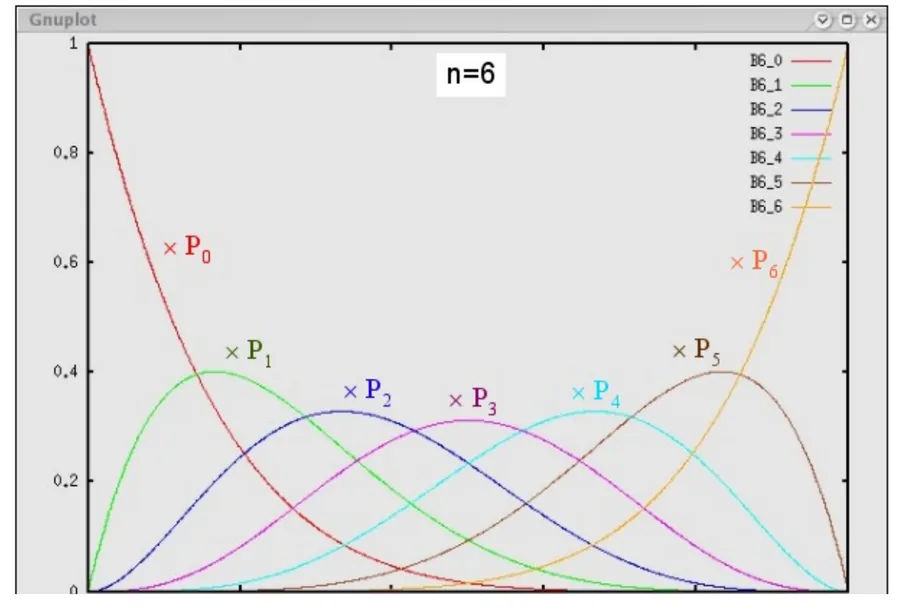 Gnuplot
n=6
B6_0
B6_1
B6_2
B6_3
B6_4
B6_5
B6_6
1
0.8
0.6
0.4
0.2
0
× P0
× P1
× P2
× P3
× P4
× P5
× P6